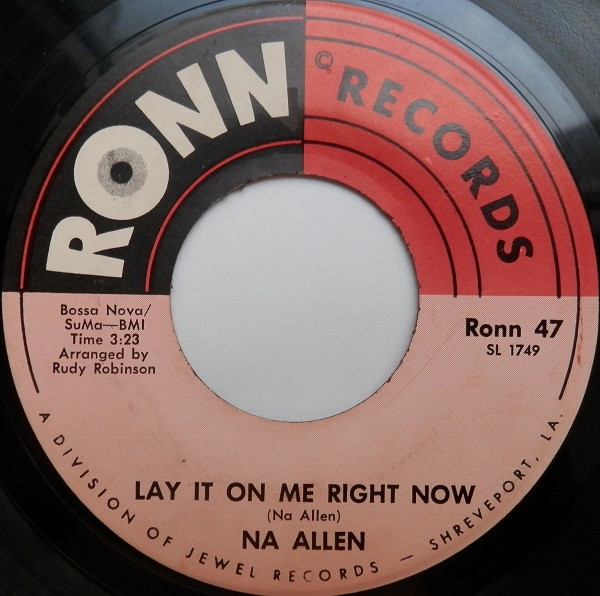 RONN
© RECORDS
Bossa Nova/
SuMa—BMI
Time 3:23
Arranged by
Rudy Robinson
Ronn 47
SL 1749
LAY IT ON ME RIGHT NOW
(Na Allen)
NA ALLEN
A DIVISION OF JEWEL RECORDS — SHREVEPORT, LA.